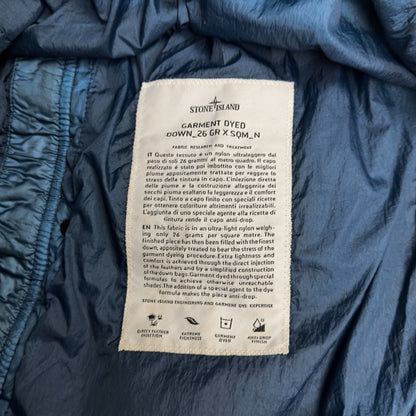 STONE ISLAND
GARMENT DYED
DOWN_26 GR X SQM_N
FABRIC RESEARCH AND TREATMENT
IT Questo tessuto è un nylon ultraleggero dal
peso di soli 26 grammi al metro quadro. Il capo
realizzato è stato poi imbottito con le migliori
piume appositamente trattate per reggere lo
stress della tintura in capo. L'iniezione diretta
delle piume e la costruzione alleggerita dei
sacchi piuma esaltano la leggerezza e il comfort
dei capi. Tinto a capo finito con speciali ricette
per ottenere coloriture altrimenti irrealizzabili.
L'aggiunta di uno speciale agente alla ricetta di
tintura rende il capo anti-drop.
EN This fabric is in an ultra-light nylon weigh-
ing only 26 grams per square metre. The
finished piece has then been filled with the finest
down, appositely treated to bear the stress of the
garment dyeing procedure. Extra lightness and
Comfort is achieved through the direct injection
of the feathers and by a simplified construction
of the down bags. Garment dyed through special
formulas to achieve otherwise unreachable
shades. The addition of a special agent to the dye
formula makes the piece anti-drop.
STONE ISLAND ENGINEERING AND GARMENT DYE EXPERTISE
DIRECT FEATHER
INJECTION
EXTREME
LIGHTNESS
GARMENT
DYED
ANTI-DROP
FINISH